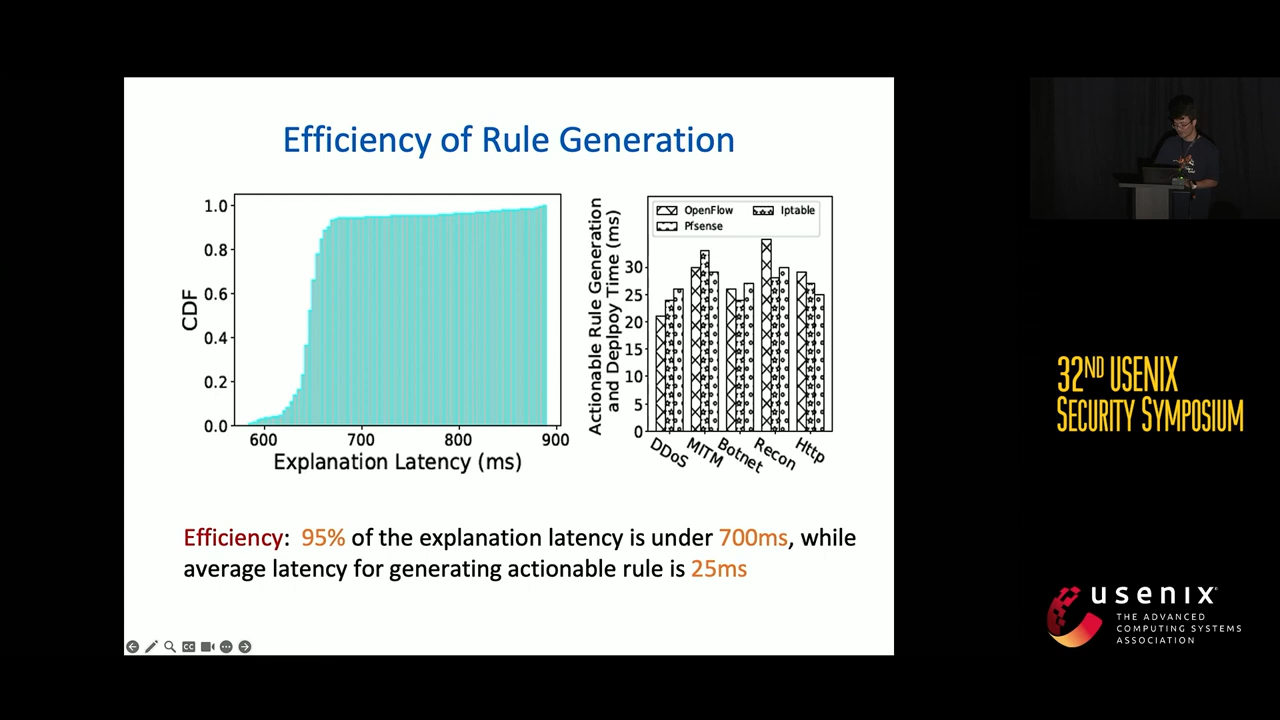 Efficiency of Rule Generation
CDF
1.0
0.8
0.6
0.4
0.2
0.0
600 700 800 900
Explanation Latency (ms)
Actionable Rule Generation
and Deplpoy Time (ms)
OpenFlow Iptable
Pfsense
30
25
20
15
10
5
0
DDoS MITM Botnet Recon Http
Efficiency: 95% of the explanation latency is under 700ms, while
average latency for generating actionable rule is 25ms
32ND USENIX
SECURITY SYMPOSIUM
usenix
THE ADVANCED
COMPUTING SYSTEMS
ASSOCIATION